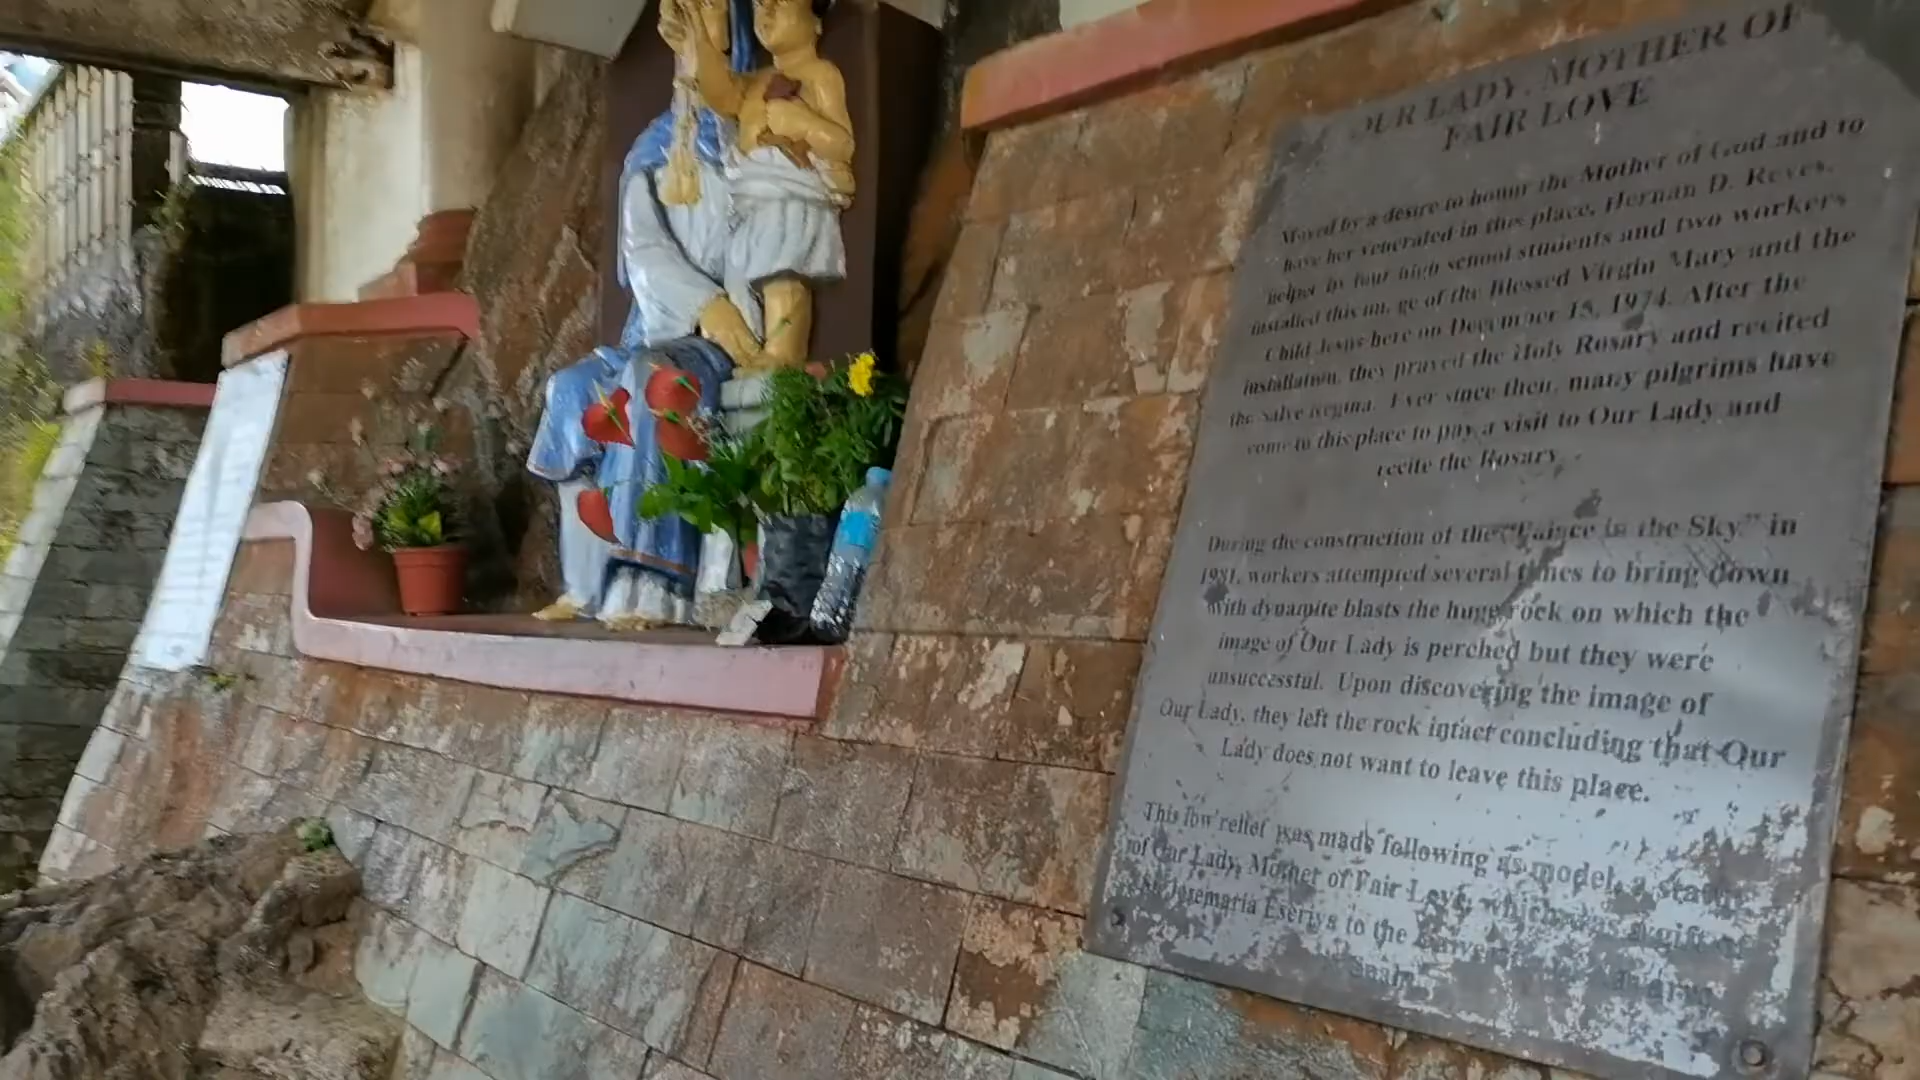 OUR LADY, MOTHER OF
FAIR LOVE
Moved by a desire to honor the Mother of God and to
have her venerated in this place, Hernan D. Reyes,
helped by four high school students and two workers
installed this im ge of the Blessed Virgin Mary and the
Child Jesus here on December 15, 1974. After the
installation, they prayed the Holy Rosary and recited
the Salve Regina. Ever since then, many pilgrims have
come to this place to pay a visit to Our Lady and
recite the Rosary.
During the construction of the "Palace in the Sky" in
1981, workers attempted several times to bring down
with dynamite blasts the huge rock on which the
image of Our Lady is perched but they were
unsuccessful. Upon discovering the image of
Our Lady, they left the rock intact concluding that Our
Lady does not want to leave this place.
This low relief was made following as model, a statue
of Our Lady, Mother of Fair Love, which was a gift of
to the